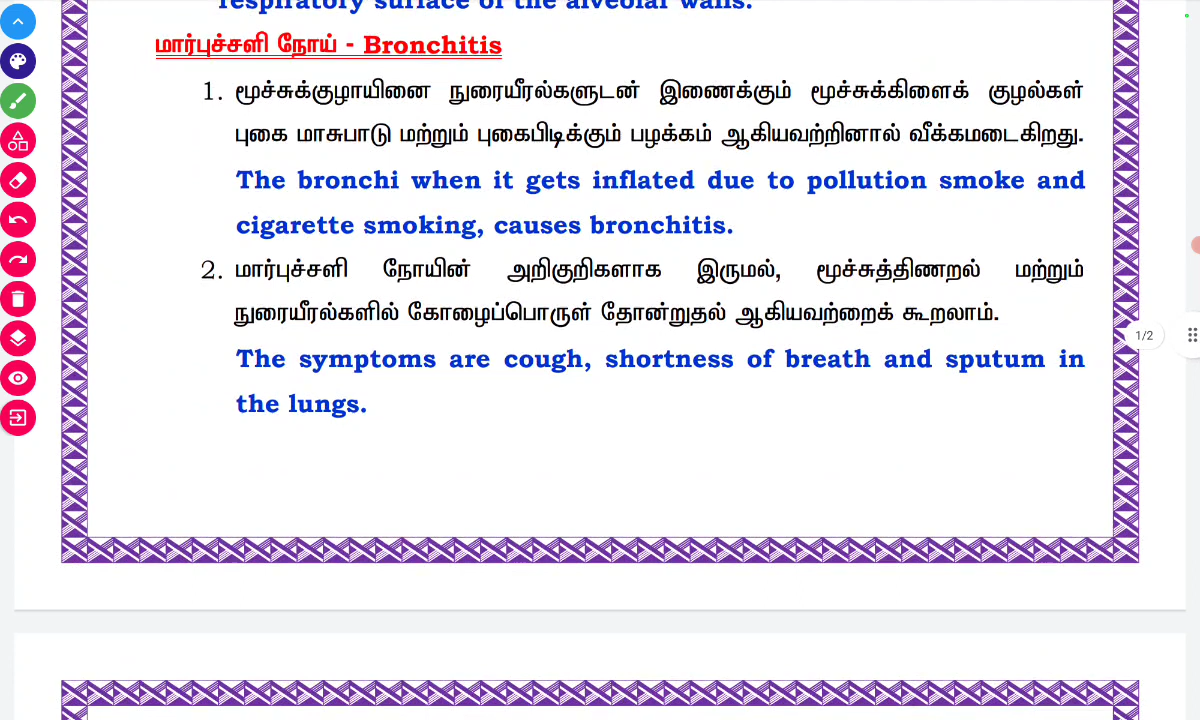 respiratory surface of the alveolar walls.
மார்புச்சளி நோய் - Bronchitis
1. மூச்சுக்குழாயினை நுரையீரல்களுடன் இணைக்கும் மூச்சுக்கிளைக் குழல்கள்
புகை மாசுபாடு மற்றும் புகைபிடிக்கும் பழக்கம் ஆகியவற்றினால் வீக்கமடைகிறது.
The bronchi when it gets inflated due to pollution smoke and
cigarette smoking, causes bronchitis.
2. மார்புச்சளி நோயின் அறிகுறிகளாக இருமல், மூச்சுத்திணறல் மற்றும்
நுரையீரல்களில் கோழைப்பொருள் தோன்றுதல் ஆகியவற்றைக் கூறலாம்.
1/2
The symptoms are cough, shortness of breath and sputum in
the lungs.